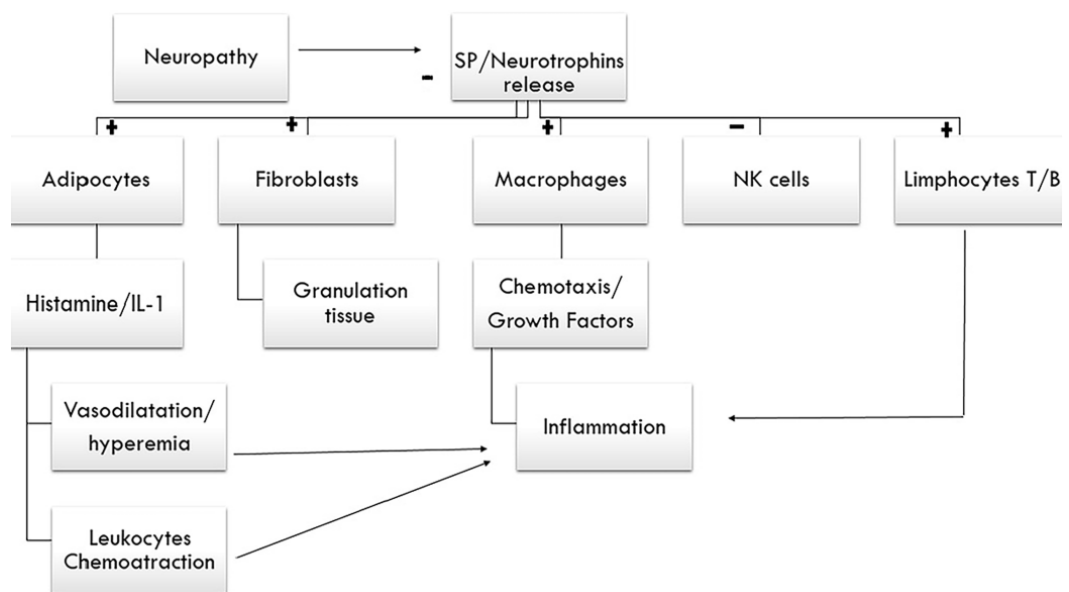 Neuropathy
SP/Neurotrophins
release
-
+
+
+
-
+
Adipocytes
Fibroblasts
Macrophages
NK cells
Limphocytes T/B
Histamine/IL-1
Granulation
tissue
Chemotaxis/
Growth Factors
Vasodilatation/
hyperemia
Inflammation
Leukocytes
Chemoatraction